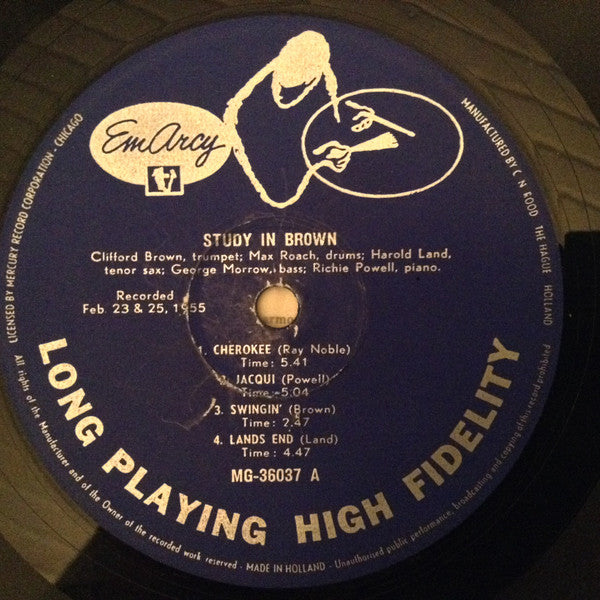 EmArcy
STUDY IN BROWN
Clifford Brown, trumpet; Max Roach, drums; Harold Land,
tenor sax; George Morrow, bass; Richie Powell, piano.
Recorded
Feb. 23 & 25, 1955
1. CHEROKEE (Ray Noble)
Time: 5.41
2. JACQUI (Powell)
Time: 5.04
3. SWINGIN' (Brown)
Time: 2.47
4. LANDS END (Land)
Time: 4.47
MG-36037 A
LONG PLAYING HIGH FIDELITY
LICENSED BY MERCURY RECORD CORPORATION - CHICAGO
MANUFACTURED BY C N ROOD THE HAGUE HOLLAND
All rights of the Manufacturer and of the Owner of the recorded work reserved - MADE IN HOLLAND - Unauthorised public performance, broadcasting and copying of this record prohibited